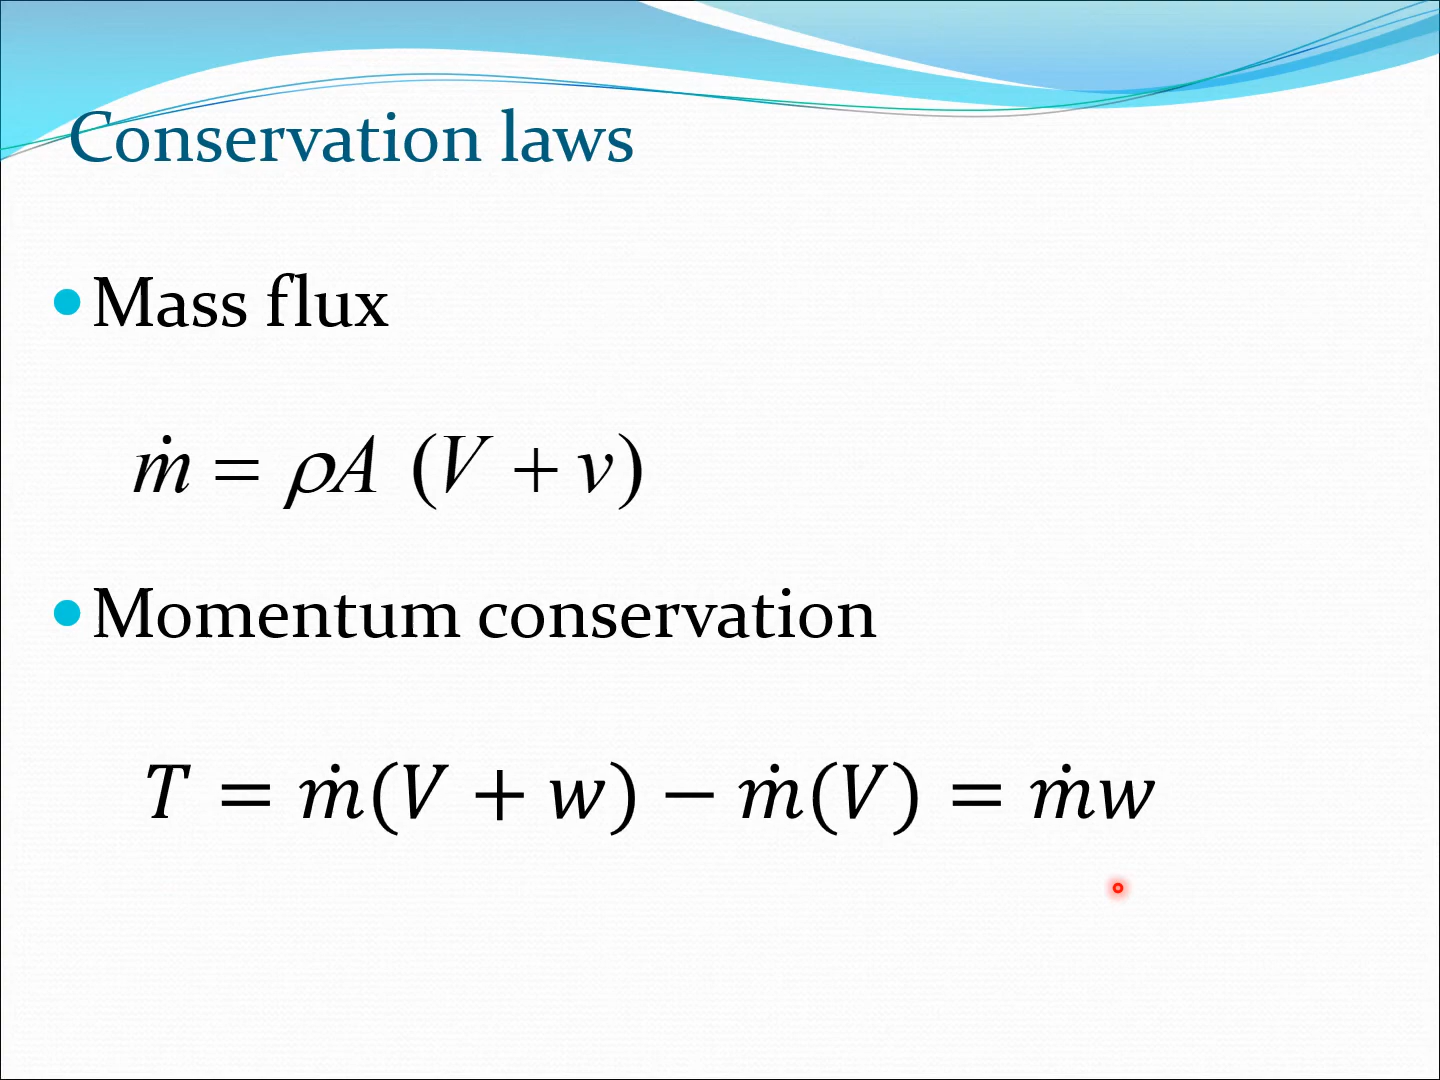 Conservation laws
• Mass flux
ṁ = ρA (V + v)
• Momentum conservation
T = ṁ(V + w) − ṁ(V) = ṁw